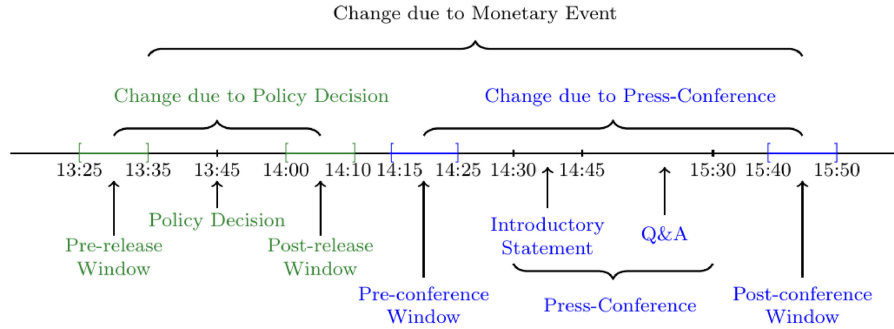 Change due to Monetary Event
Change due to Policy Decision
Change due to Press-Conference
13:25 13:35 13:45 14:00 14:10 14:15 14:25 14:30 14:45 15:30 15:40 15:50
Policy Decision
Pre-release
Window
Post-release
Window
Introductory
Statement
Q&A
Pre-conference
Window
Press-Conference
Post-conference
Window